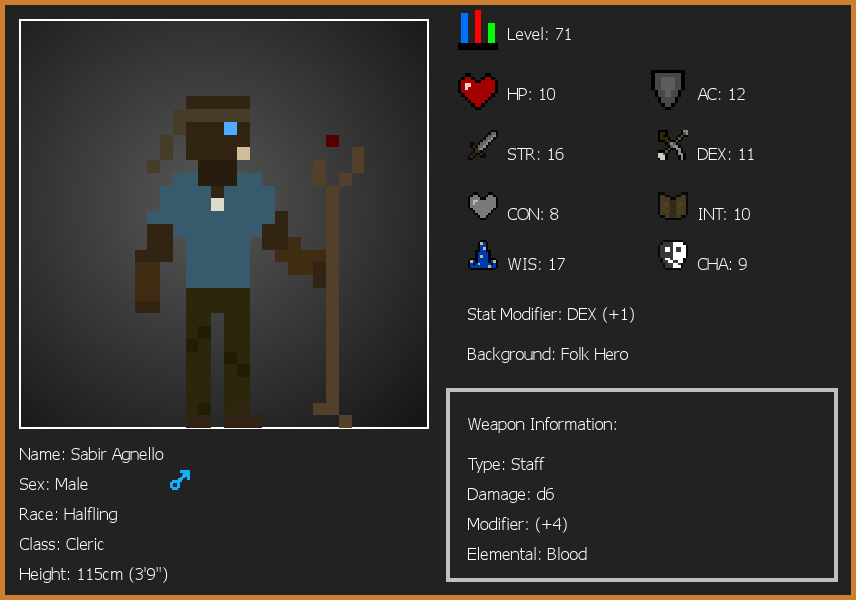 Level: 71
HP: 10
AC: 12
STR: 16
DEX: 11
CON: 8
INT: 10
WIS: 17
CHA: 9
Stat Modifier: DEX (+1)
Background: Folk Hero
Weapon Information:
Type: Staff
Damage: d6
Modifier: (+4)
Elemental: Blood
Name: Sabir Agnello
Sex: Male
Race: Halfling
Class: Cleric
Height: 115cm (3'9")